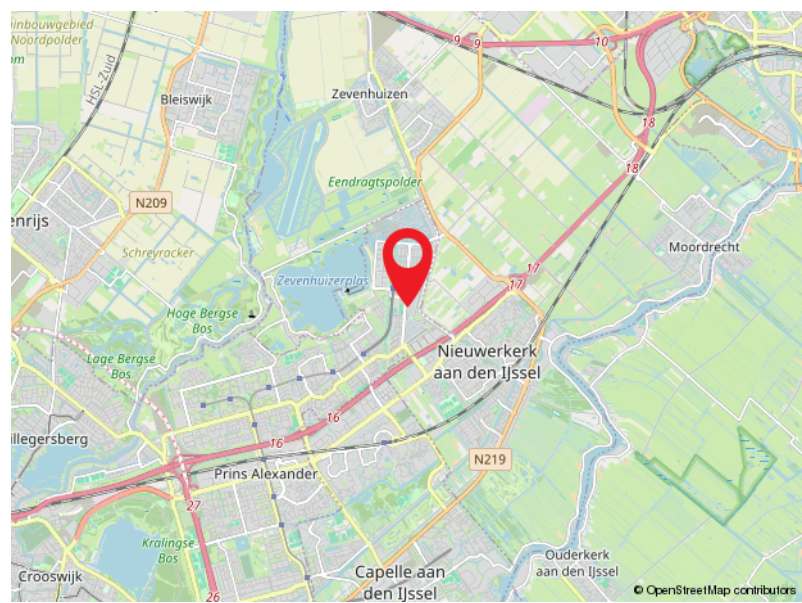 uinbouwgebied
Noordpolder
om
HSL-Zuid
Bleiswijk
Zevenhuizen
9
9
10
18
18
Eendragtspolder
N209
enrijs
Schreyracker
Moordrecht
Zevenhuizerplas
17
17
Hoge Bergse
Bos
Lage Bergse
Bos
Nieuwerkerk
aan den IJssel
16
16
illegersberg
Prins Alexander
N219
27
Kralingse
Bos
Crooswijk
26
Capelle aan
den IJssel
Ouderkerk
aan den IJssel
© OpenStreetMap contributors